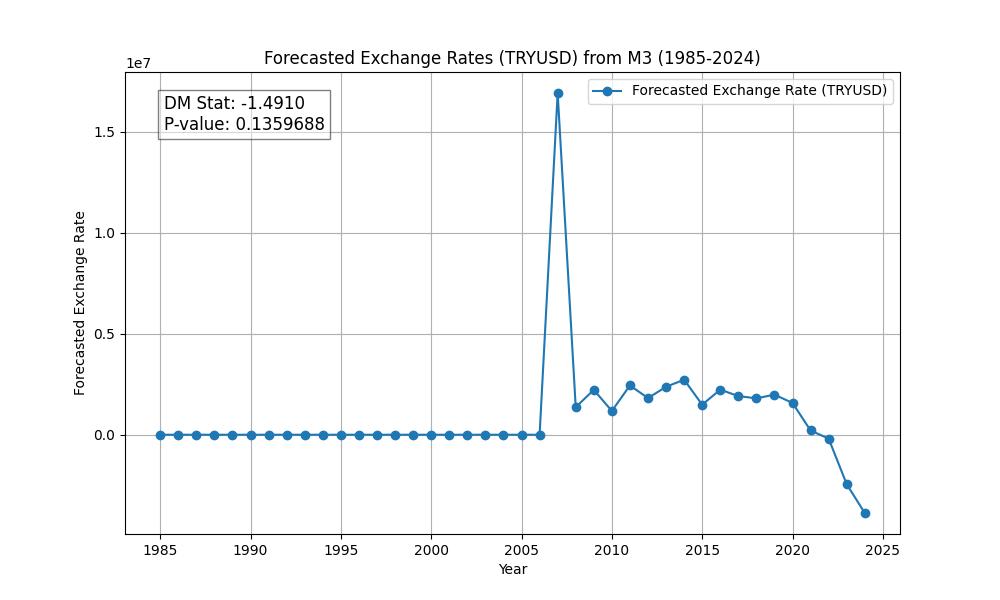 Forecasted Exchange Rates (TRYUSD) from M3 (1985-2024)
1e7
DM Stat: -1.4910
P-value: 0.1359688
Forecasted Exchange Rate (TRYUSD)
1.5
1.0
0.5
0.0
Forecasted Exchange Rate
1985 1990 1995 2000 2005 2010 2015 2020 2025
Year